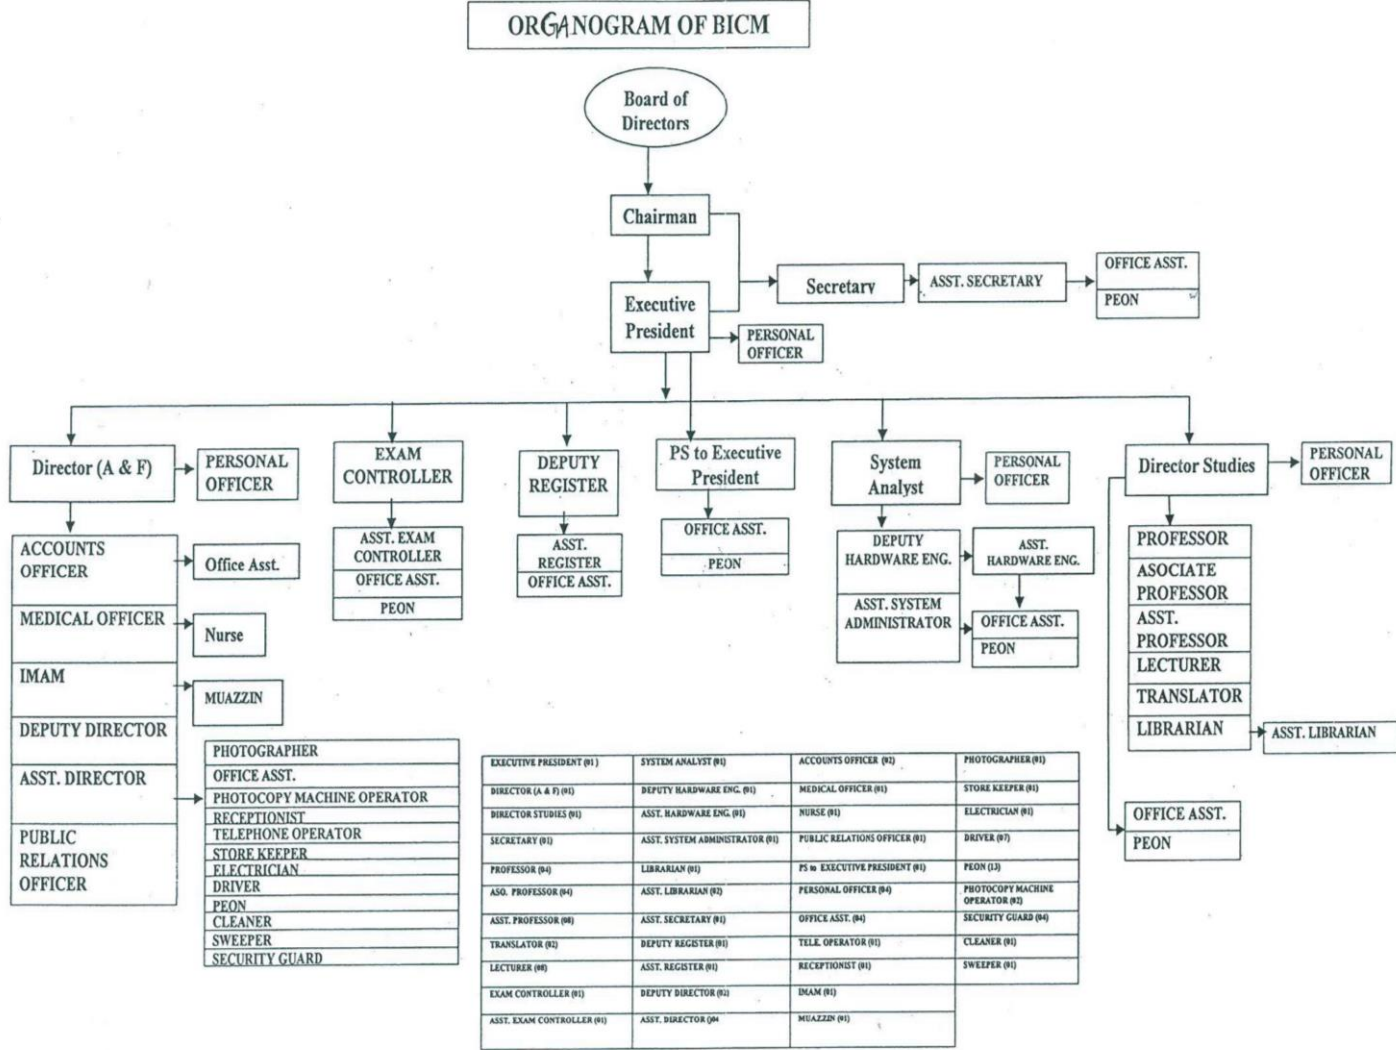 ORGANOGRAM OF BICM
Board of
Directors
Chairman
Executive
President
Secretary
ASST. SECRETARY
OFFICE ASST.
PEON
PERSONAL
OFFICER
Director (A & F)
PERSONAL
OFFICER
EXAM
CONTROLLER
DEPUTY
REGISTER
PS to Executive
President
System
Analyst
PERSONAL
OFFICER
Director Studies
PERSONAL
OFFICER
ACCOUNTS
OFFICER
Office Asst.
MEDICAL OFFICER
Nurse
IMAM
MUAZZIN
DEPUTY DIRECTOR
ASST. DIRECTOR
PUBLIC
RELATIONS
OFFICER
ASST. EXAM
CONTROLLER
OFFICE ASST.
PEON
ASST.
REGISTER
OFFICE ASST.
OFFICE ASST.
PEON
DEPUTY
HARDWARE ENG.
ASST. SYSTEM
ADMINISTRATOR
ASST.
HARDWARE ENG.
OFFICE ASST.
PEON
PROFESSOR
ASOCIATE
PROFESSOR
ASST.
PROFESSOR
LECTURER
TRANSLATOR
LIBRARIAN
ASST. LIBRARIAN
OFFICE ASST.
PEON
PHOTOGRAPHER
OFFICE ASST.
PHOTOCOPY MACHINE OPERATOR
RECEPTIONIST
TELEPHONE OPERATOR
STORE KEEPER
ELECTRICIAN
DRIVER
PEON
CLEANER
SWEEPER
SECURITY GUARD
EXECUTIVE PRESIDENT (01) SYSTEM ANALYST (01) ACCOUNTS OFFICER (02) PHOTOGRAPHER (01)
DIRECTOR (A & F) (01) DEPUTY HARDWARE ENG. (01) MEDICAL OFFICER (01) STORE KEEPER (01)
DIRECTOR STUDIES (01) ASST. HARDWARE ENG. (01) NURSE (01) ELECTRICIAN (01)
SECRETARY (01) ASST. SYSTEM ADMINISTRATOR (01) PUBLIC RELATIONS OFFICER (01) DRIVER (07)
PROFESSOR (04) LIBRARIAN (01) PS to EXECUTIVE PRESIDENT (01) PEON (13)
ASO. PROFESSOR (04) ASST. LIBRARIAN (02) PERSONAL OFFICER (04) PHOTOCOPY MACHINE
OPERATOR (02)
ASST. PROFESSOR (08) ASST. SECRETARY (01) OFFICE ASST. (04) SECURITY GUARD (04)
TRANSLATOR (02) DEPUTY REGISTER (01) TELE. OPERATOR (01) CLEANER (01)
LECTURER (08) ASST. REGISTER (01) RECEPTIONIST (01) SWEEPER (01)
EXAM CONTROLLER (01) DEPUTY DIRECTOR (02) IMAM (01)
ASST. EXAM CONTROLLER (01) ASST. DIRECTOR ()04 MUAZZIN (01)